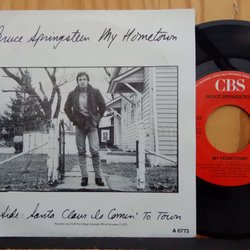 Bruce Springsteen My Hometown
Side: Santa Claus Is Comin' To Town
A 6773
CBS
BRUCE SPRINGSTEEN
MY HOMETOWN